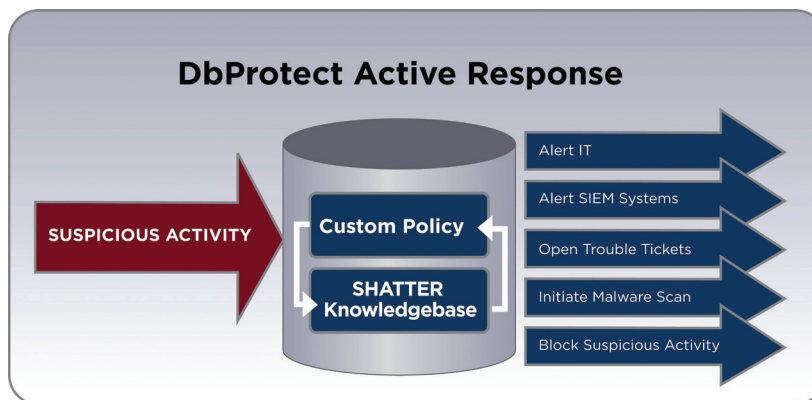 DbProtect Active Response
SUSPICIOUS ACTIVITY
Custom Policy
SHATTER
Knowledgebase
Alert IT
Alert SIEM Systems
Open Trouble Tickets
Initiate Malware Scan
Block Suspicious Activity